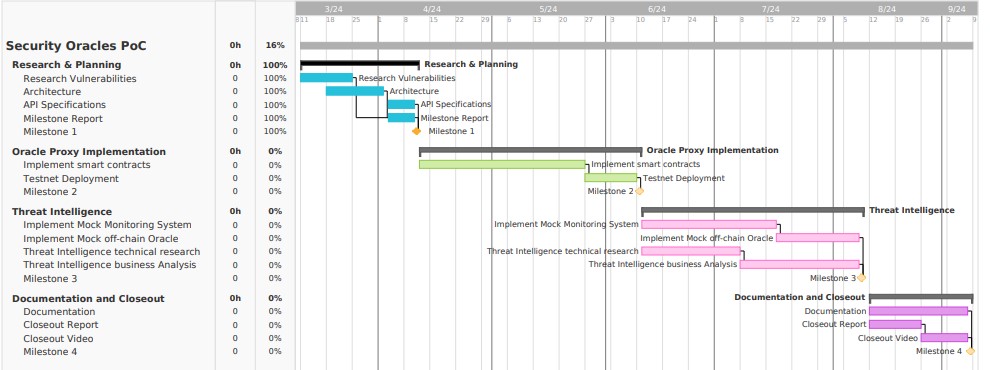 3/24 4/24 5/24 6/24 7/24 8/24 9/24
11 18 25 1 8 15 22 29 6 13 20 27 3 10 17 24 1 8 15 22 29 5 12 19 26 2 9
Security Oracles PoC 0h 16%
Research & Planning 0h 100% Research & Planning
Research Vulnerabilities 0 100% Research Vulnerabilities
Architecture 0 100% Architecture
API Specifications 0 100% API Specifications
Milestone Report 0 100% Milestone Report
Milestone 1 0 100% Milestone 1
Oracle Proxy Implementation 0h 0% Oracle Proxy Implementation
Implement smart contracts 0 0% Implement smart contracts
Testnet Deployment 0 0% Testnet Deployment
Milestone 2 0 0% Milestone 2
Threat Intelligence 0h 0% Threat Intelligence
Implement Mock Monitoring System 0 0% Implement Mock Monitoring System
Implement Mock off-chain Oracle 0 0% Implement Mock off-chain Oracle
Threat Intelligence technical research 0 0% Threat Intelligence technical research
Threat Intelligence business Analysis 0 0% Threat Intelligence business Analysis
Milestone 3 0 0% Milestone 3
Documentation and Closeout 0h 0% Documentation and Closeout
Documentation 0 0% Documentation
Closeout Report 0 0% Closeout Report
Closeout Video 0 0% Closeout Video
Milestone 4 0 0% Milestone 4